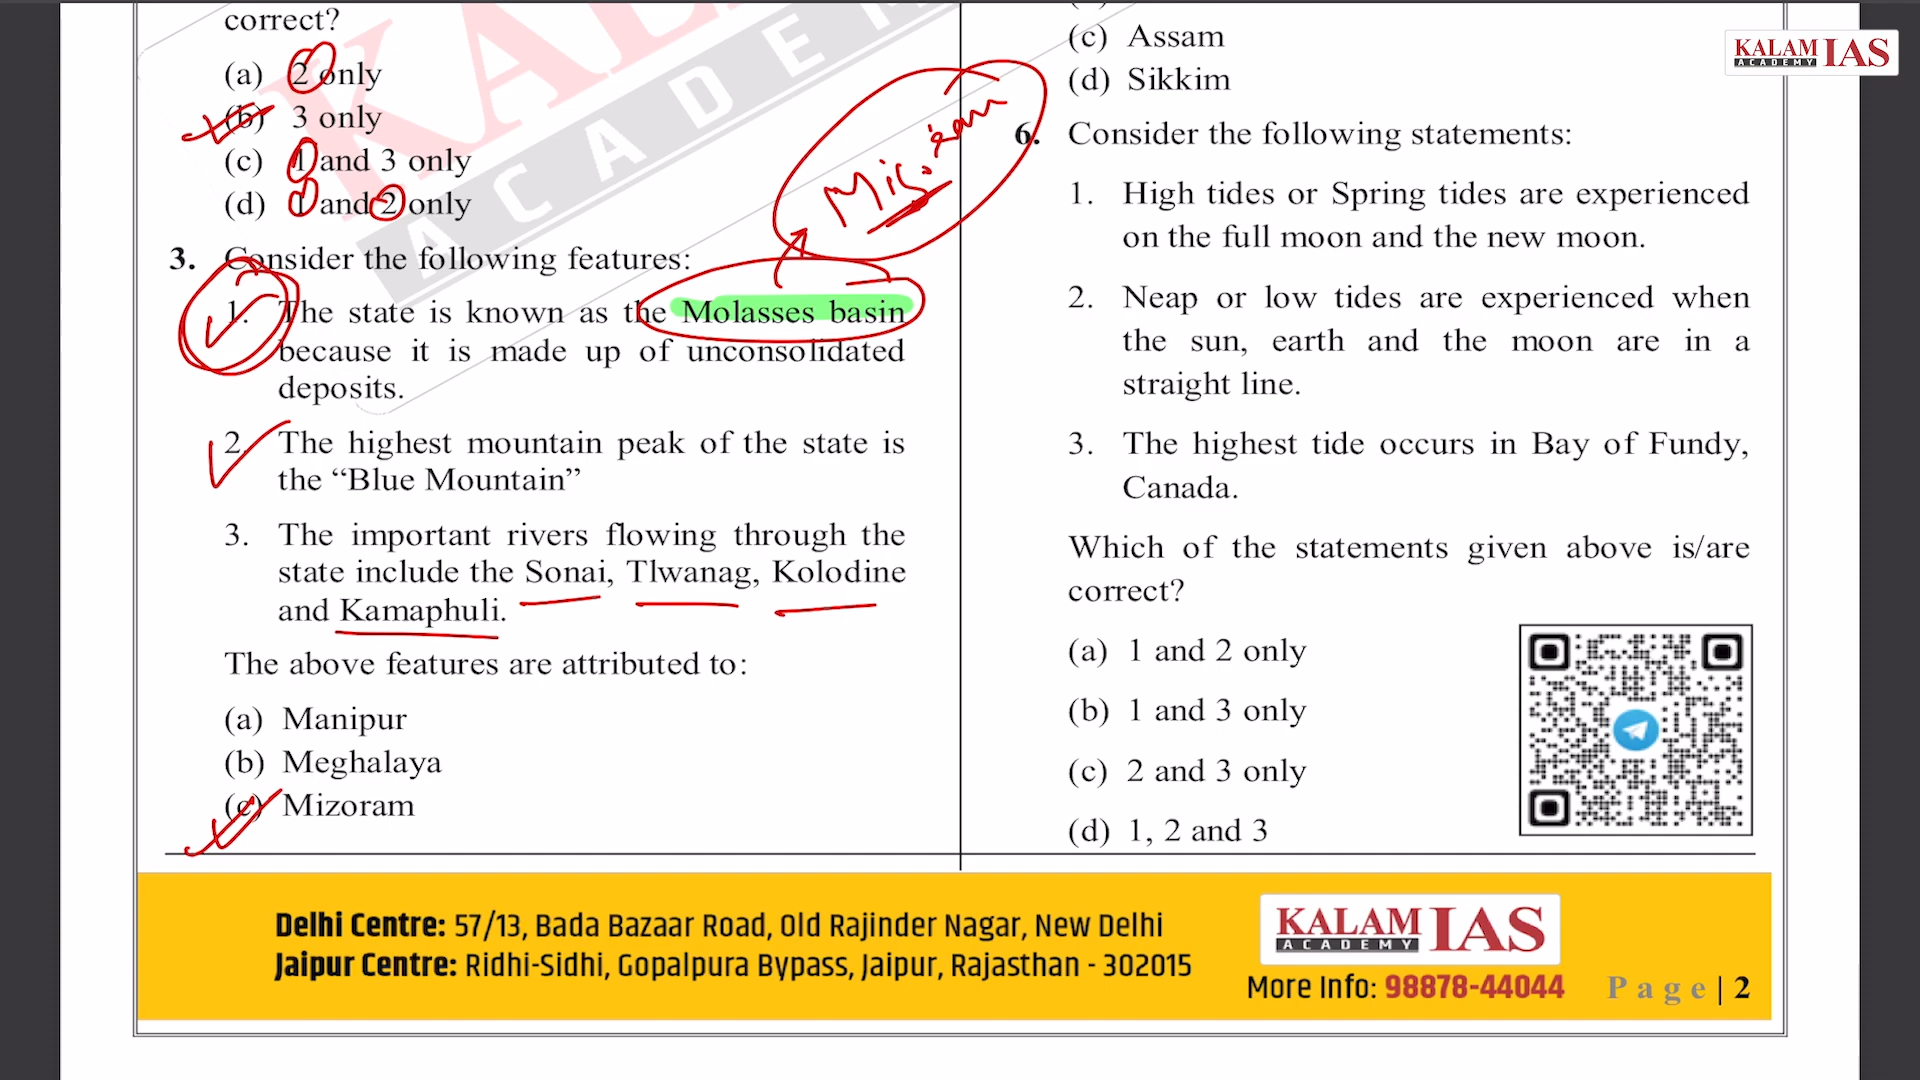 correct?
(a) 2 only
(b) 3 only
(c) 1 and 3 only
(d) 1 and 2 only
3. Consider the following features:
1. The state is known as the Molasses basin
because it is made up of unconsolidated
deposits.
2. The highest mountain peak of the state is
the “Blue Mountain”
3. The important rivers flowing through the
state include the Sonai, Tlwanag, Kolodine
and Kamaphuli.
The above features are attributed to:
(a) Manipur
(b) Meghalaya
(c) Mizoram
(c) Assam
(d) Sikkim
6. Consider the following statements:
1. High tides or Spring tides are experienced
on the full moon and the new moon.
2. Neap or low tides are experienced when
the sun, earth and the moon are in a
straight line.
3. The highest tide occurs in Bay of Fundy,
Canada.
Which of the statements given above is/are
correct?
(a) 1 and 2 only
(b) 1 and 3 only
(c) 2 and 3 only
(d) 1, 2 and 3
KALAM IAS
ACADEMY
Delhi Centre: 57/13, Bada Bazaar Road, Old Rajinder Nagar, New Delhi
Jaipur Centre: Ridhi-Sidhi, Gopalpura Bypass, Jaipur, Rajasthan - 302015
KALAM IAS
ACADEMY
More Info: 98878-44044
Page | 2